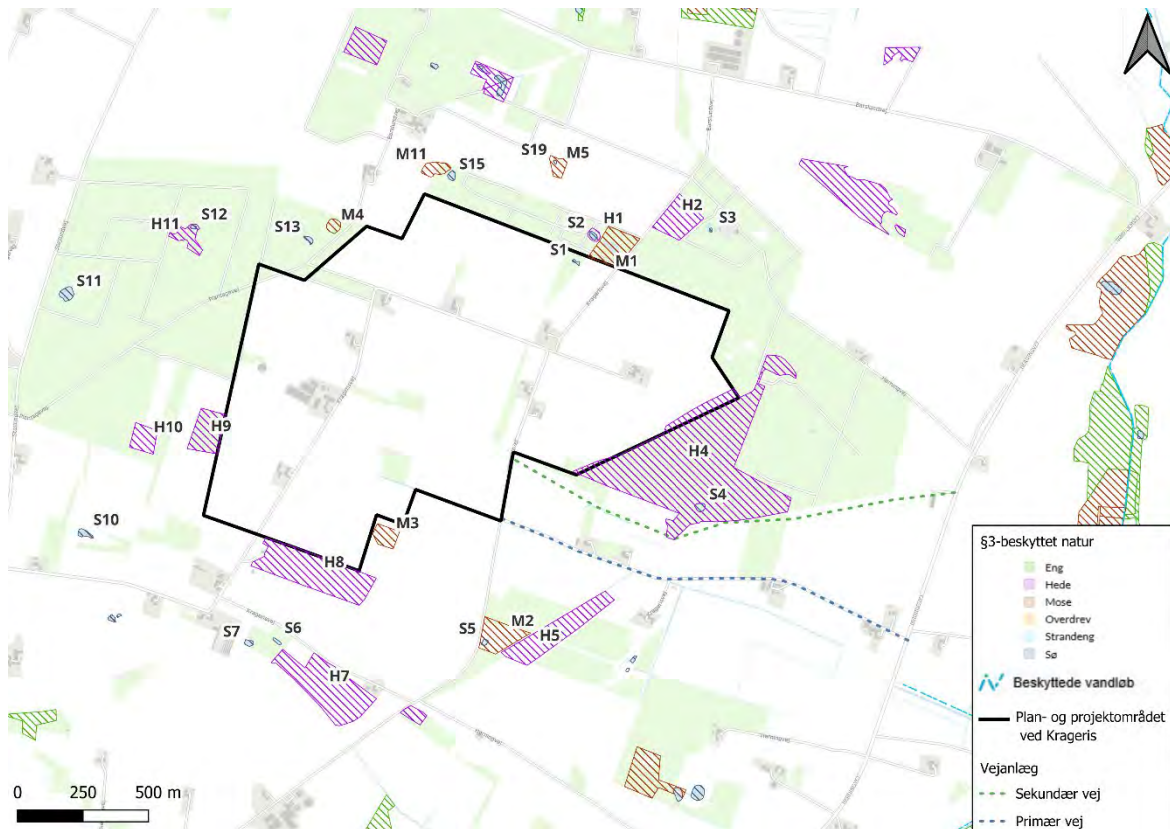 M11
S15
S19
M5
H11
S12
S13
M4
S2
H1
H2
S3
S1
M1
S11
H10
H9
H4
S4
S10
M3
H8
S7
S6
S5
M2
H5
H7
§3-beskyttet natur
Eng
Hede
Mose
Overdrev
Strandeng
Sø
Beskyttede vandløb
Plan- og projektområdet
ved Krageris
Vejanlæg
Sekundær vej
Primær vej
0 250 500 m